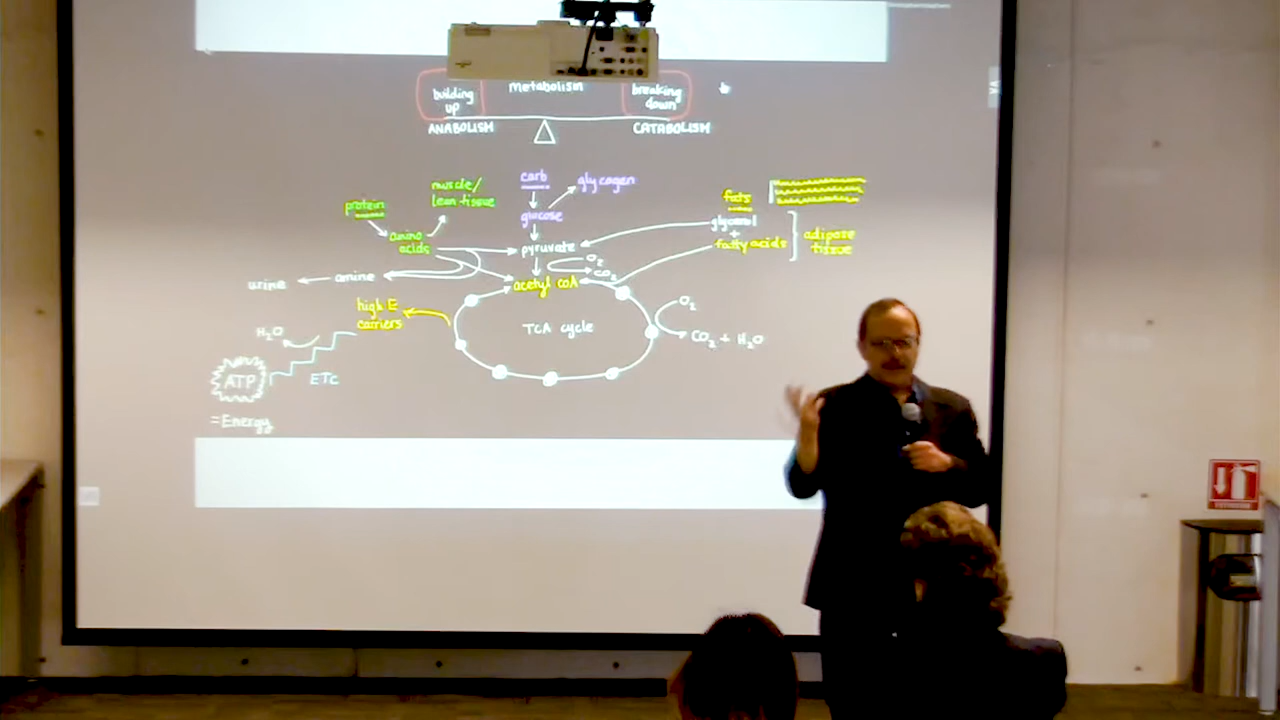 metabolism
building
up
breaking
down
ANABOLISM
CATABOLISM
protein
muscle/
lean tissue
carb
glycogen
fats
glucose
glycerol
+
amino
acids
pyruvate
fatty acids
adipose
tissue
O2
CO2
urine
amine
acetyl coA
high E
carriers
O2
H2O
TCA cycle
CO2 + H2O
ATP
ETC
=Energy